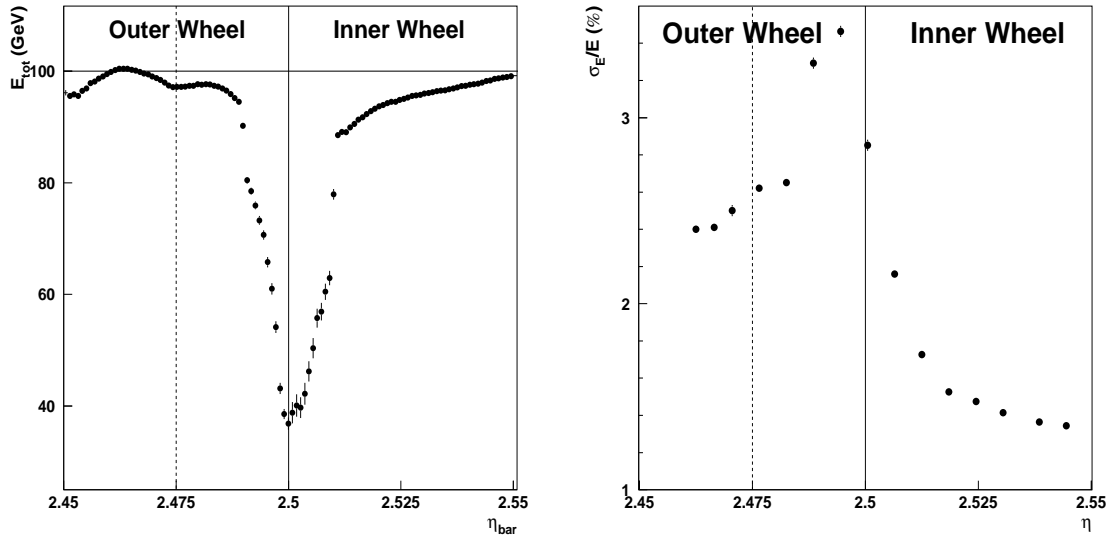 E_tot (GeV)
Outer Wheel
Inner Wheel
100
80
60
40
2.45
2.475
2.5
2.525
2.55
η_bar
σ_E/E (%)
Outer Wheel
Inner Wheel
3
2
1
2.45
2.475
2.5
2.525
2.55
η